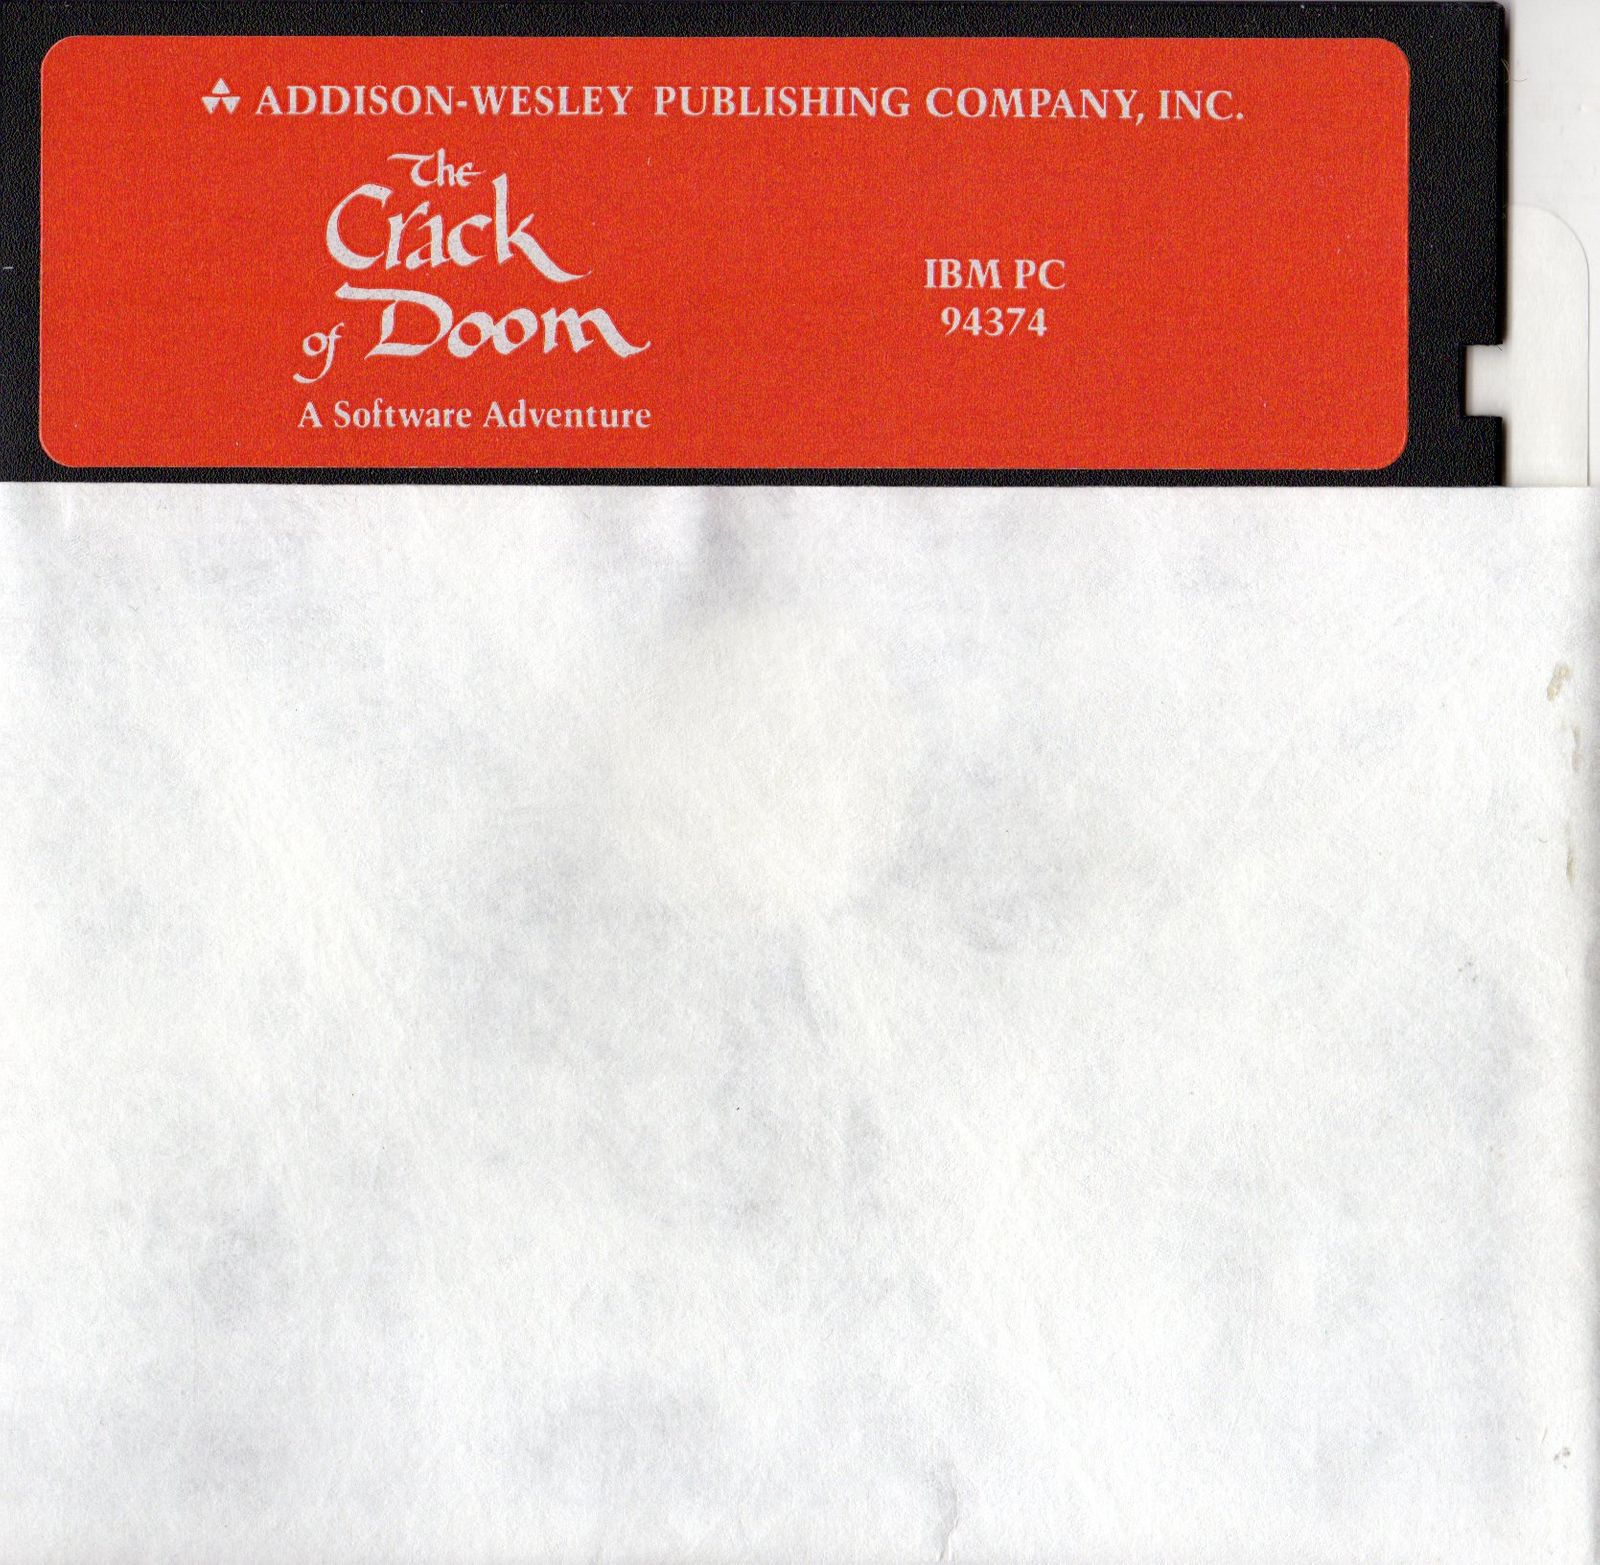 ADDISON-WESLEY PUBLISHING COMPANY, INC.
The
Crack
of Doom
A Software Adventure
IBM PC
94374